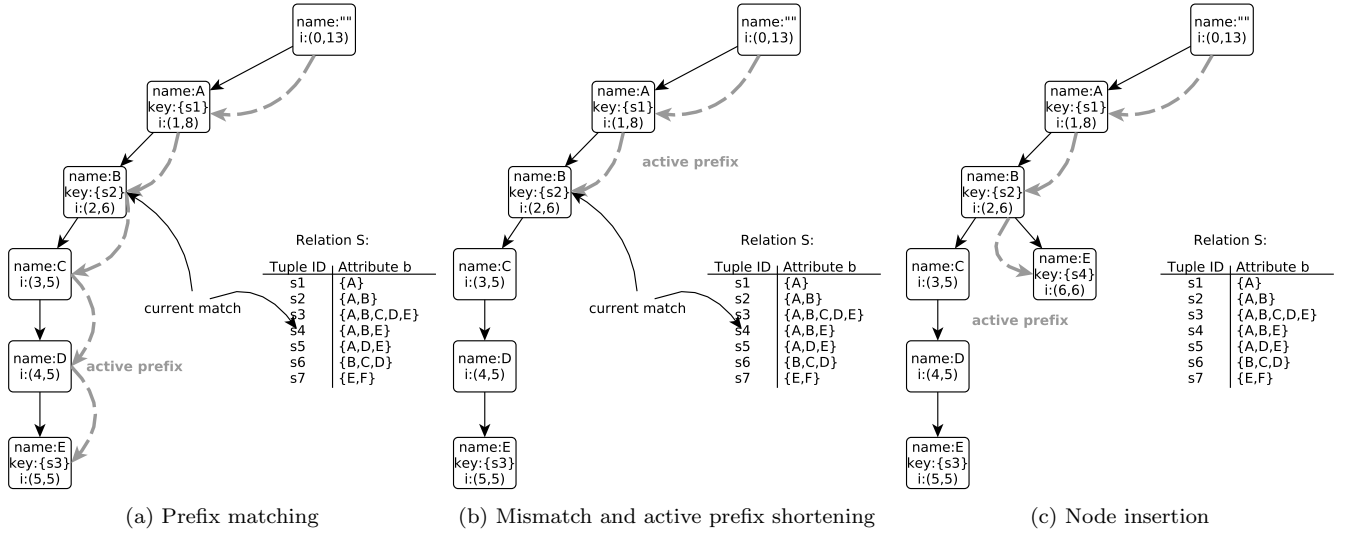 name:""
i:(0,13)
name:A
key:{s1}
i:(1,8)
name:B
key:{s2}
i:(2,6)
name:C
i:(3,5)
name:D
i:(4,5)
name:E
key:{s3}
i:(5,5)
active prefix
current match
Relation S:
Tuple ID Attribute b
s1 {A}
s2 {A,B}
s3 {A,B,C,D,E}
s4 {A,B,E}
s5 {A,D,E}
s6 {B,C,D}
s7 {E,F}
(a) Prefix matching
name:""
i:(0,13)
name:A
key:{s1}
i:(1,8)
active prefix
name:B
key:{s2}
i:(2,6)
name:C
i:(3,5)
name:D
i:(4,5)
name:E
key:{s3}
i:(5,5)
current match
Relation S:
Tuple ID Attribute b
s1 {A}
s2 {A,B}
s3 {A,B,C,D,E}
s4 {A,B,E}
s5 {A,D,E}
s6 {B,C,D}
s7 {E,F}
(b) Mismatch and active prefix shortening
name:""
i:(0,13)
name:A
key:{s1}
i:(1,8)
name:B
key:{s2}
i:(2,6)
name:C
i:(3,5)
name:E
key:{s4}
i:(6,6)
active prefix
name:D
i:(4,5)
name:E
key:{s3}
i:(5,5)
Relation S:
Tuple ID Attribute b
s1 {A}
s2 {A,B}
s3 {A,B,C,D,E}
s4 {A,B,E}
s5 {A,D,E}
s6 {B,C,D}
s7 {E,F}
(c) Node insertion